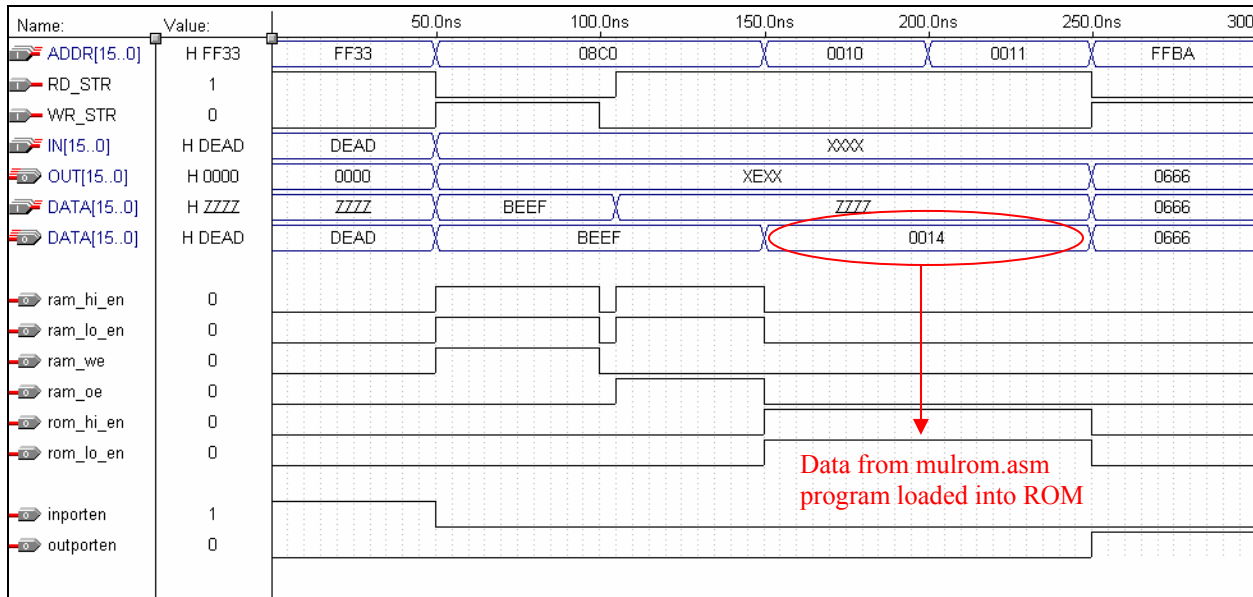 Name: Value: 50.0ns 100.0ns 150.0ns 200.0ns 250.0ns 300
ADDR[15..0] H FF33 FF33 08C0 0010 0011 FFBA
RD_STR 1
WR_STR 0
IN[15..0] H DEAD DEAD XXXX
OUT[15..0] H 0000 0000 XEXX 0666
DATA[15..0] H ZZZZ ZZZZ BEEF ZZZZ 0666
DATA[15..0] H DEAD DEAD BEEF 0014 0666
ram_hi_en 0
ram_lo_en 0
ram_we 0
ram_oe 0
rom_hi_en 0
rom_lo_en 0
Data from mulrom.asm
program loaded into ROM
inporten 1
outporten 0